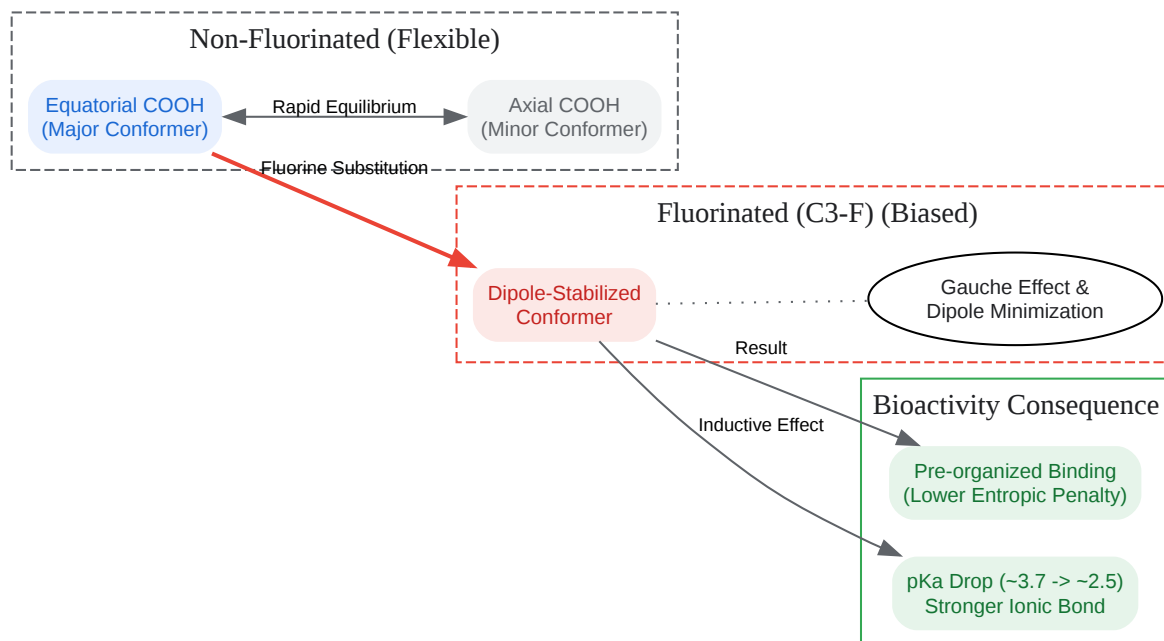 Non-Fluorinated (Flexible)
Equatorial COOH
(Major Conformer)
Rapid Equilibrium
Axial COOH
(Minor Conformer)
Fluorine Substitution
Fluorinated (C3-F) (Biased)
Dipole-Stabilized
Conformer
Gauche Effect &
Dipole Minimization
Result
Inductive Effect
Bioactivity Consequence
Pre-organized Binding
(Lower Entropic Penalty)
pKa Drop (~3.7 -> ~2.5)
Stronger Ionic Bond